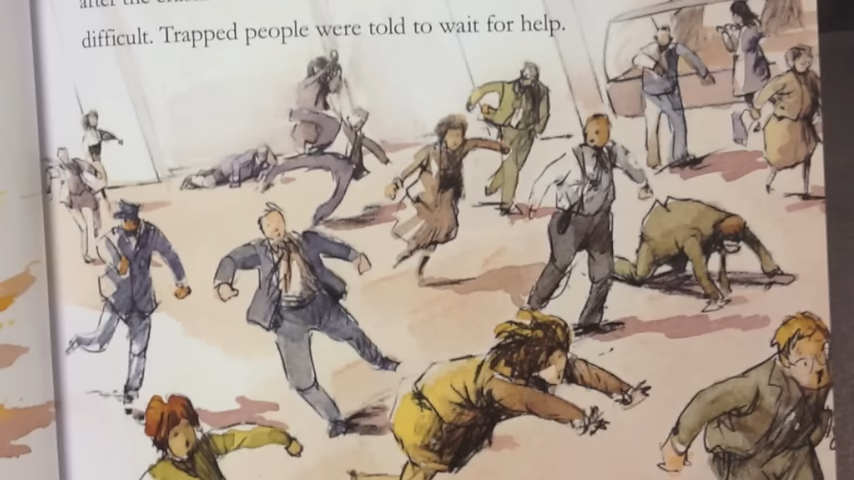 after the
difficult. Trapped people were told to wait for help.